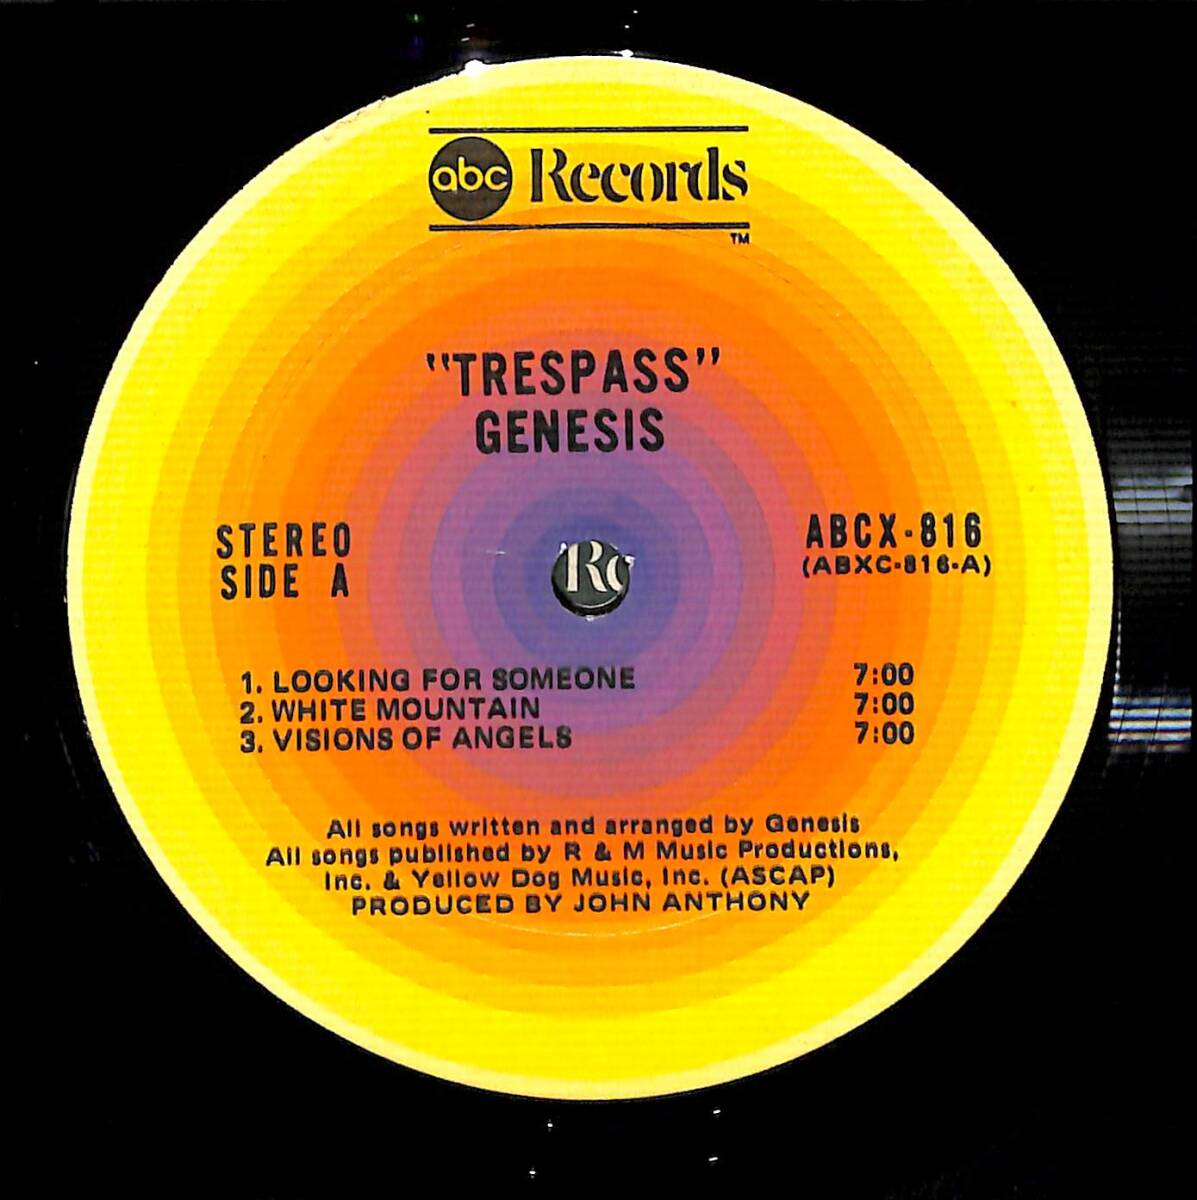 abc Records
TM
"TRESPASS"
GENESIS
STEREO
SIDE A
ABCX-816
(ABXC-816-A)
Rc
1. LOOKING FOR SOMEONE 7:00
2. WHITE MOUNTAIN 7:00
3. VISIONS OF ANGELS 7:00
All songs written and arranged by Genesis
All songs published by R & M Music Productions,
Inc. & Yellow Dog Music, Inc. (ASCAP)
PRODUCED BY JOHN ANTHONY